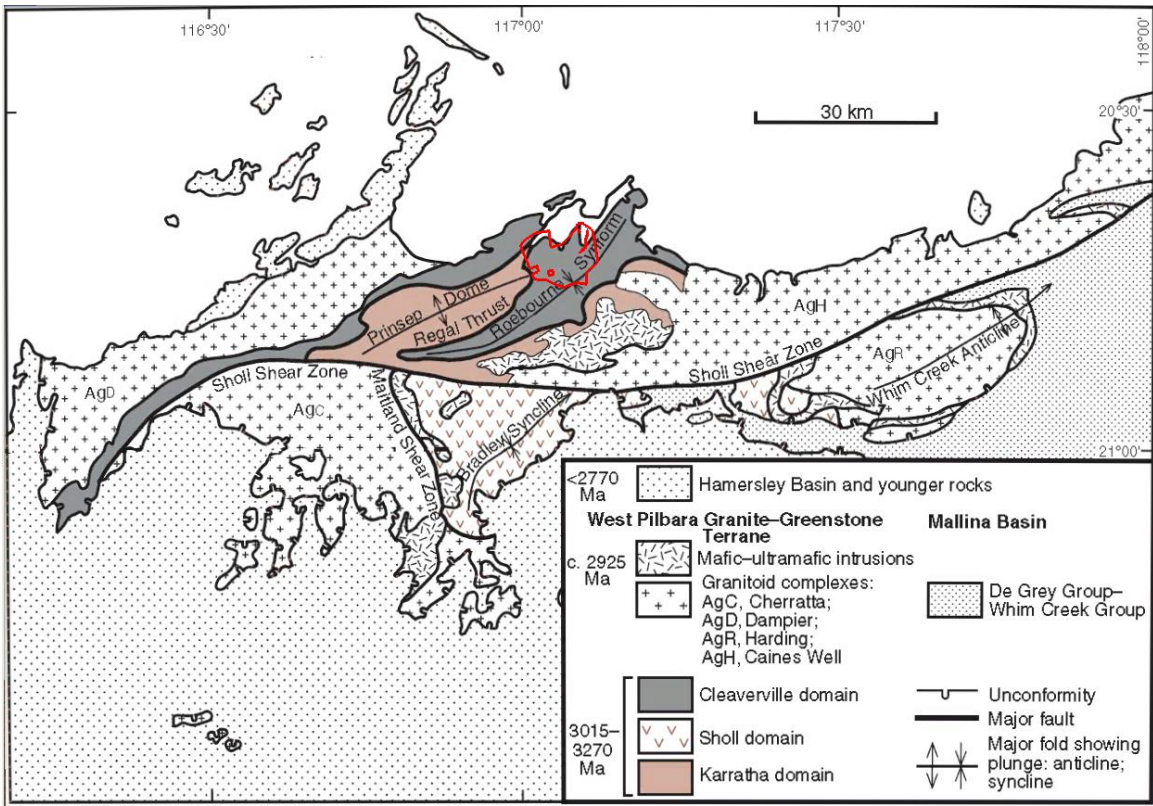 116°30'
117°00'
117°30'
118°00'
20°30'
30 km
Synform
Roebourne
Dome
Prinsep
Regal Thrust
AgH
Sholl Shear Zone
Sholl Shear Zone
AgD
AgC
AgR
Whim Creek Anticline
Maitland Shear Zone
Bradley Syncline
21°00'
<2770
Ma
Hamersley Basin and younger rocks
West Pilbara Granite–Greenstone
Terrane
Mallina Basin
c. 2925
Ma
Mafic–ultramafic intrusions
Granitoid complexes:
AgC, Cherratta;
AgD, Dampier;
AgR, Harding;
AgH, Caines Well
De Grey Group–
Whim Creek Group
3015–
3270
Ma
Cleaverville domain
Sholl domain
Karratha domain
Unconformity
Major fault
Major fold showing
plunge: anticline;
syncline